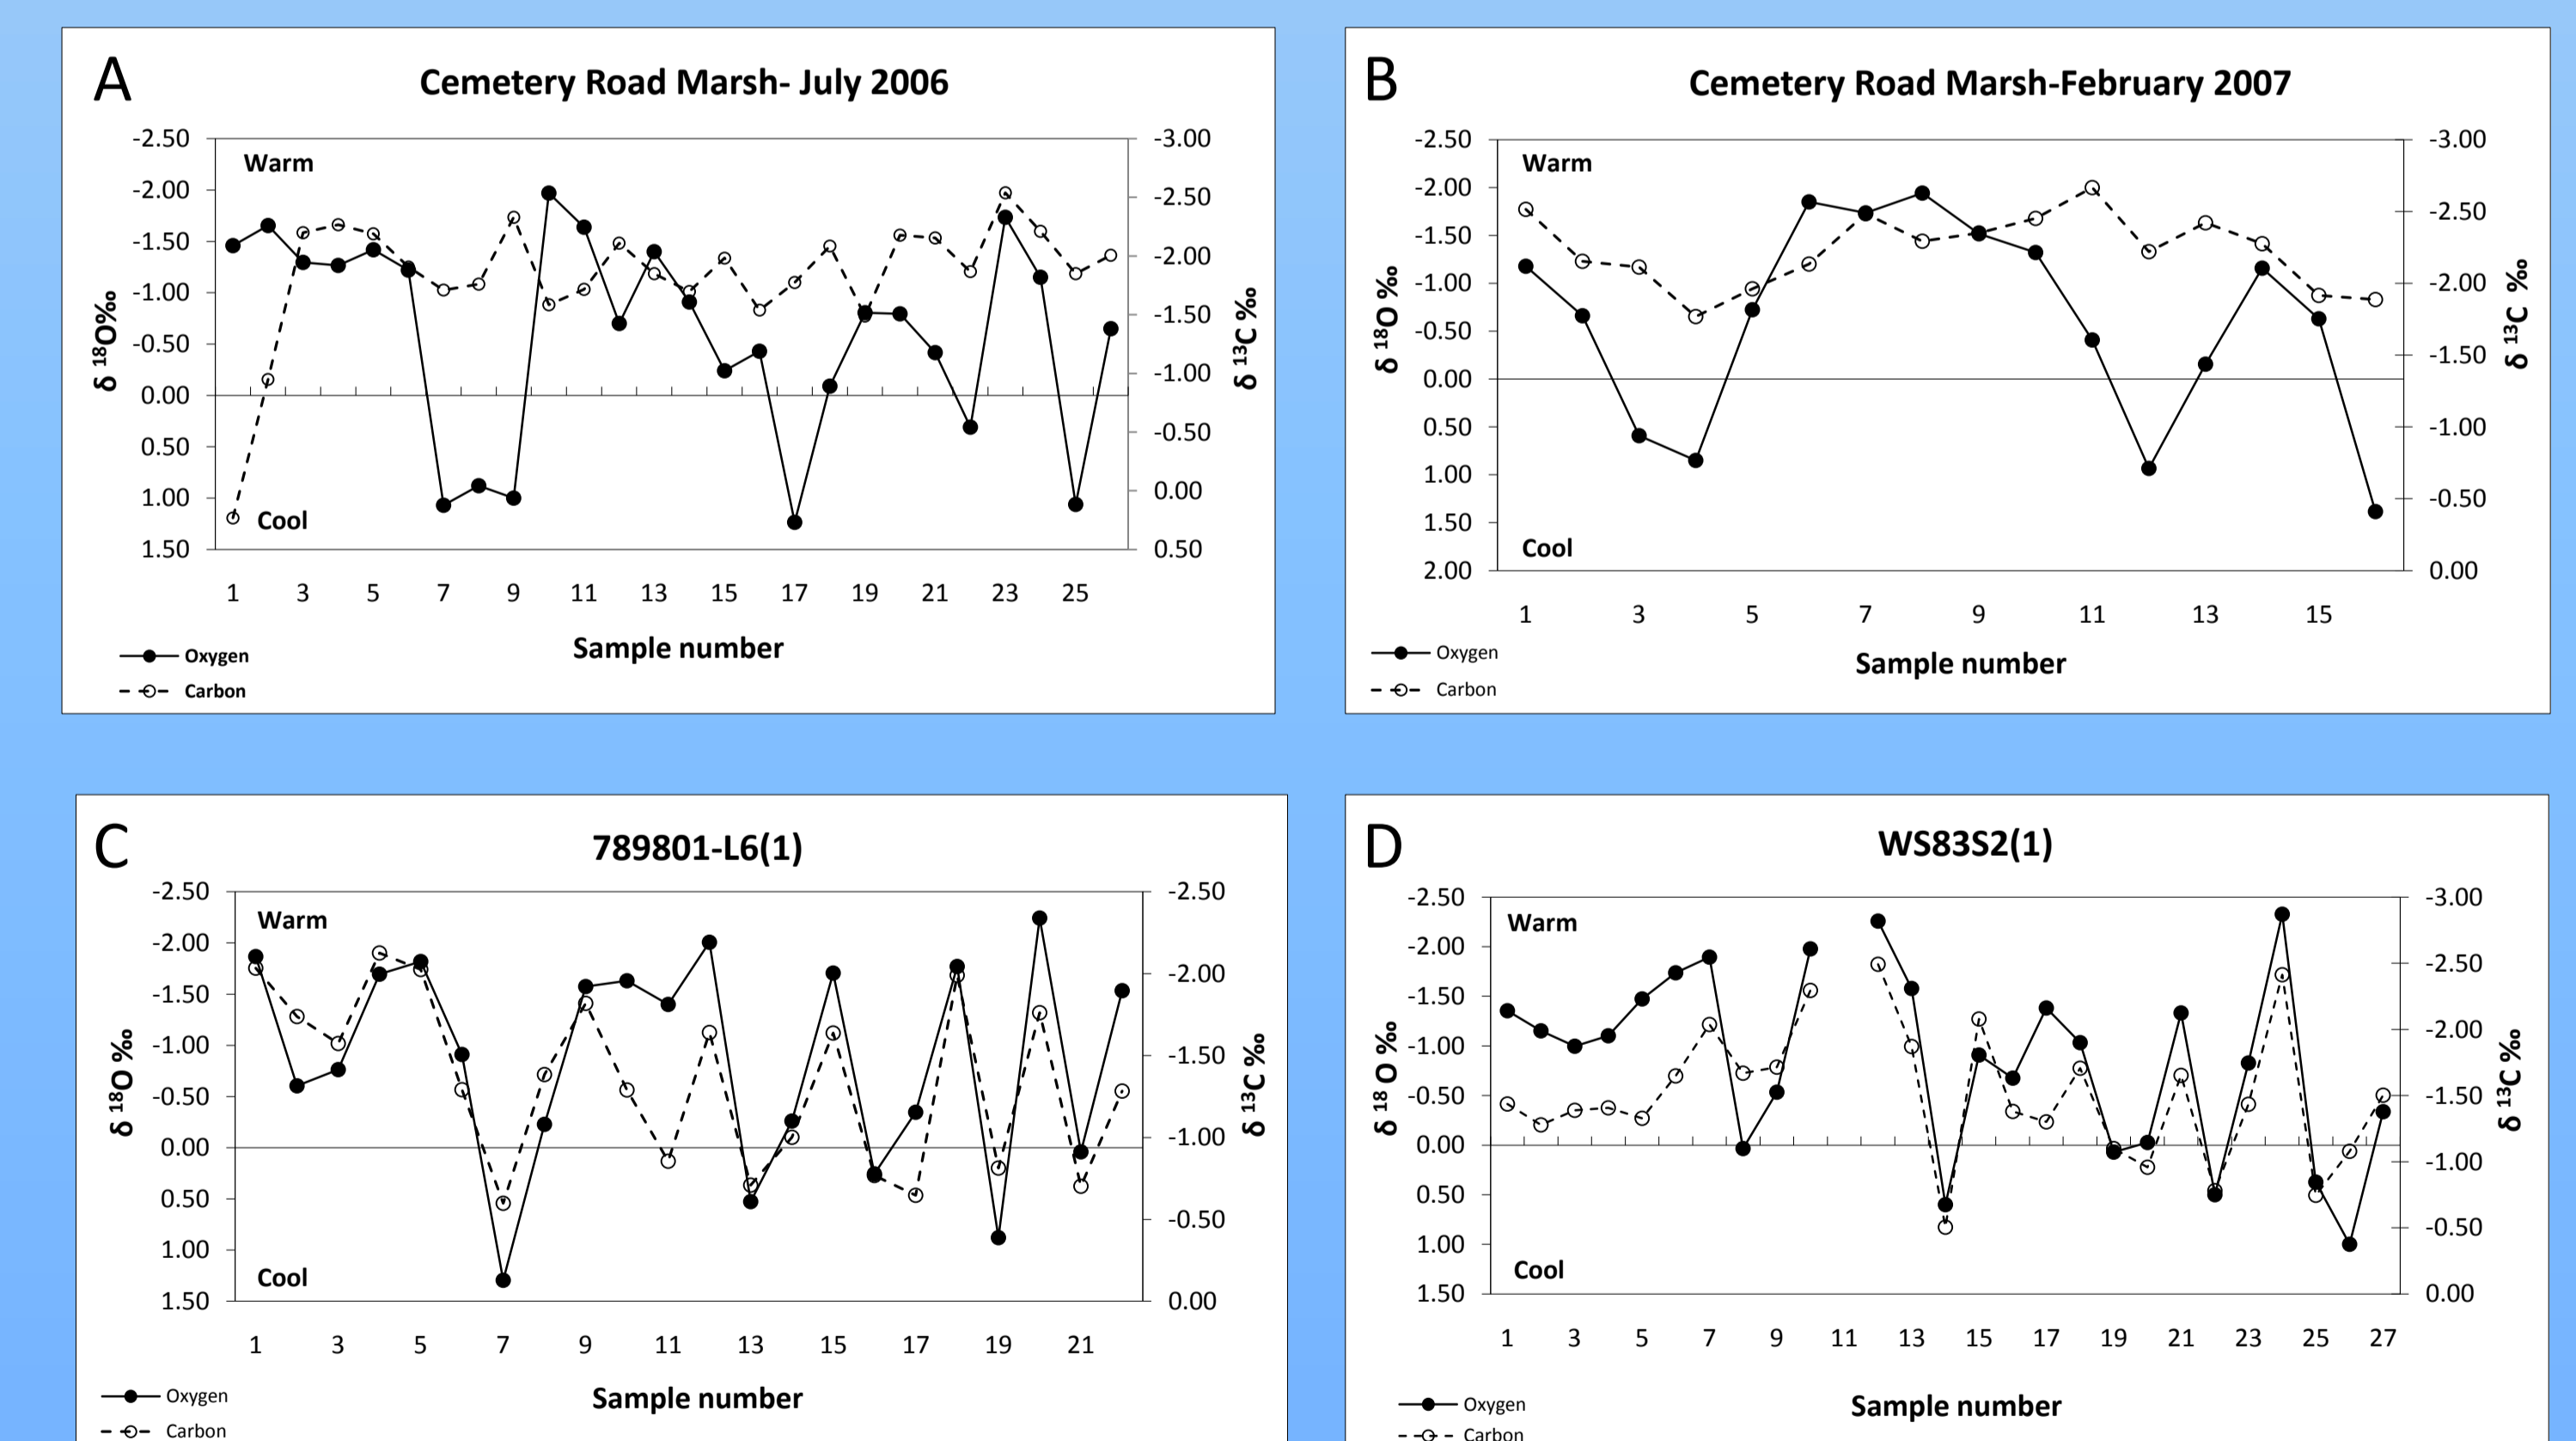 A
Cemetery Road Marsh- July 2006
-2.50
-2.00
-1.50
-1.00
-0.50
0.00
0.50
1.00
1.50
δ ¹⁸O‰
Warm
Cool
-3.00
-2.50
-2.00
-1.50
-1.00
-0.50
0.00
0.50
δ ¹³C ‰
1 3 5 7 9 11 13 15 17 19 21 23 25
Sample number
Oxygen
Carbon
B
Cemetery Road Marsh-February 2007
-2.50
-2.00
-1.50
-1.00
-0.50
0.00
0.50
1.00
1.50
2.00
δ ¹⁸O ‰
Warm
Cool
-3.00
-2.50
-2.00
-1.50
-1.00
-0.50
0.00
δ ¹³C ‰
1 3 5 7 9 11 13 15
Sample number
Oxygen
Carbon
C
789801-L6(1)
-2.50
-2.00
-1.50
-1.00
-0.50
0.00
0.50
1.00
1.50
δ ¹⁸O ‰
Warm
Cool
-2.50
-2.00
-1.50
-1.00
-0.50
0.00
δ ¹³C ‰
1 3 5 7 9 11 13 15 17 19 21
Sample number
Oxygen
Carbon
D
WS83S2(1)
-2.50
-2.00
-1.50
-1.00
-0.50
0.00
0.50
1.00
1.50
δ ¹⁸ O ‰
Warm
Cool
-3.00
-2.50
-2.00
-1.50
-1.00
-0.50
0.00
δ ¹³C ‰
1 3 5 7 9 11 13 15 17 19 21 23 25 27
Sample number
Oxygen
Carbon